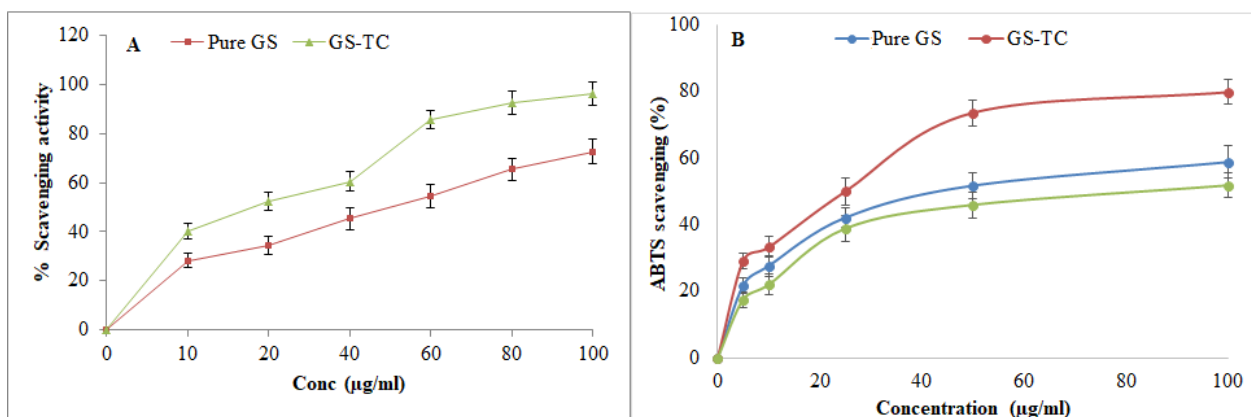 A
Pure GS
GS-TC
% Scavenging activity
120
100
80
60
40
20
0
0 10 20 40 60 80 100
Conc (µg/ml)
B
Pure GS
GS-TC
ABTS scavenging (%)
100
80
60
40
20
0
0 20 40 60 80 100
Concentration (µg/ml)